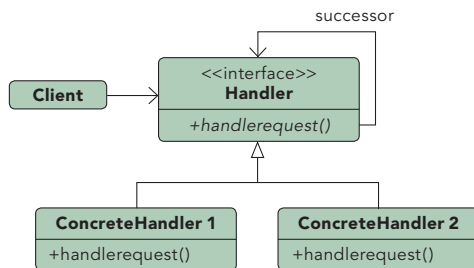 successor
<<interface>>
Handler
Client
+handlerequest()
ConcreteHandler 1
+handlerequest()
ConcreteHandler 2
+handlerequest()